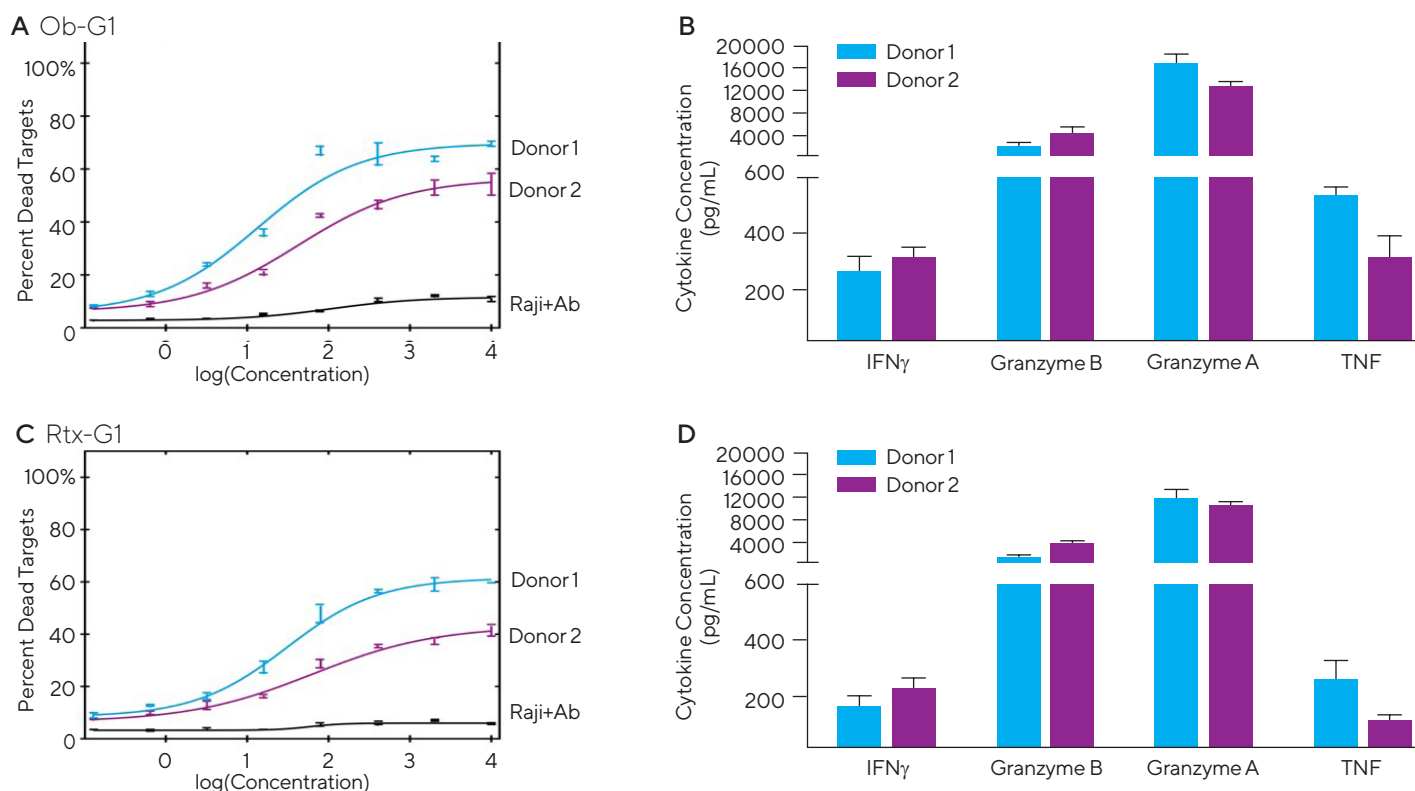 A Ob-G1
100%
80
60
40
20
0
Percent Dead Targets
0 1 2 3 4
log(Concentration)
Donor 1
Donor 2
Raji+Ab
B
Donor 1
Donor 2
20000
16000
12000
4000
600
400
200
Cytokine Concentration
(pg/mL)
IFNγ Granzyme B Granzyme A TNF
C Rtx-G1
100%
80
60
40
20
0
Percent Dead Targets
0 1 2 3 4
log(Concentration)
Donor 1
Donor 2
Raji+Ab
D
Donor 1
Donor 2
20000
16000
12000
8000
4000
600
400
200
Cytokine Concentration
(pg/mL)
IFNγ Granzyme B Granzyme A TNF